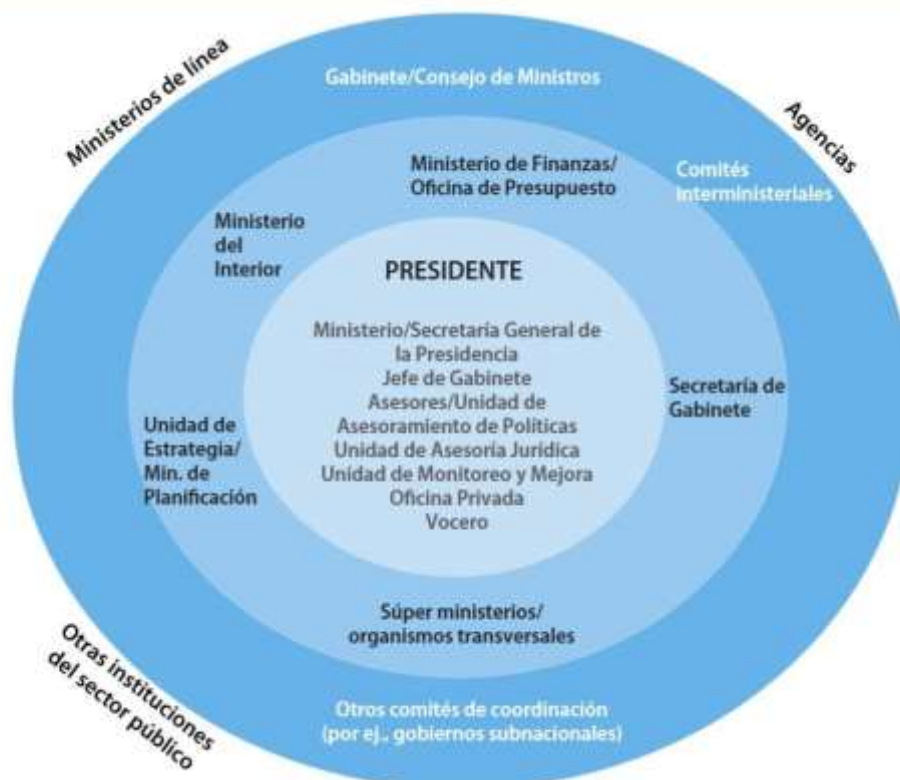 Ministerios de línea
Gabinete/Consejo de Ministros
Agencias
Ministerio de Finanzas/
Oficina de Presupuesto
Comités
interministeriales
Ministerio
del
Interior
PRESIDENTE
Ministerio/Secretaría General de
la Presidencia
Jefe de Gabinete
Asesores/Unidad de
Asesoramiento de Políticas
Unidad de Asesoría Jurídica
Unidad de Monitoreo y Mejora
Oficina Privada
Vocero
Secretaría de
Gabinete
Unidad de
Estrategia/
Min. de
Planificación
Súper ministerios/
organismos transversales
Otras instituciones
del sector público
Otros comités de coordinación
(por ej., gobiernos subnacionales)